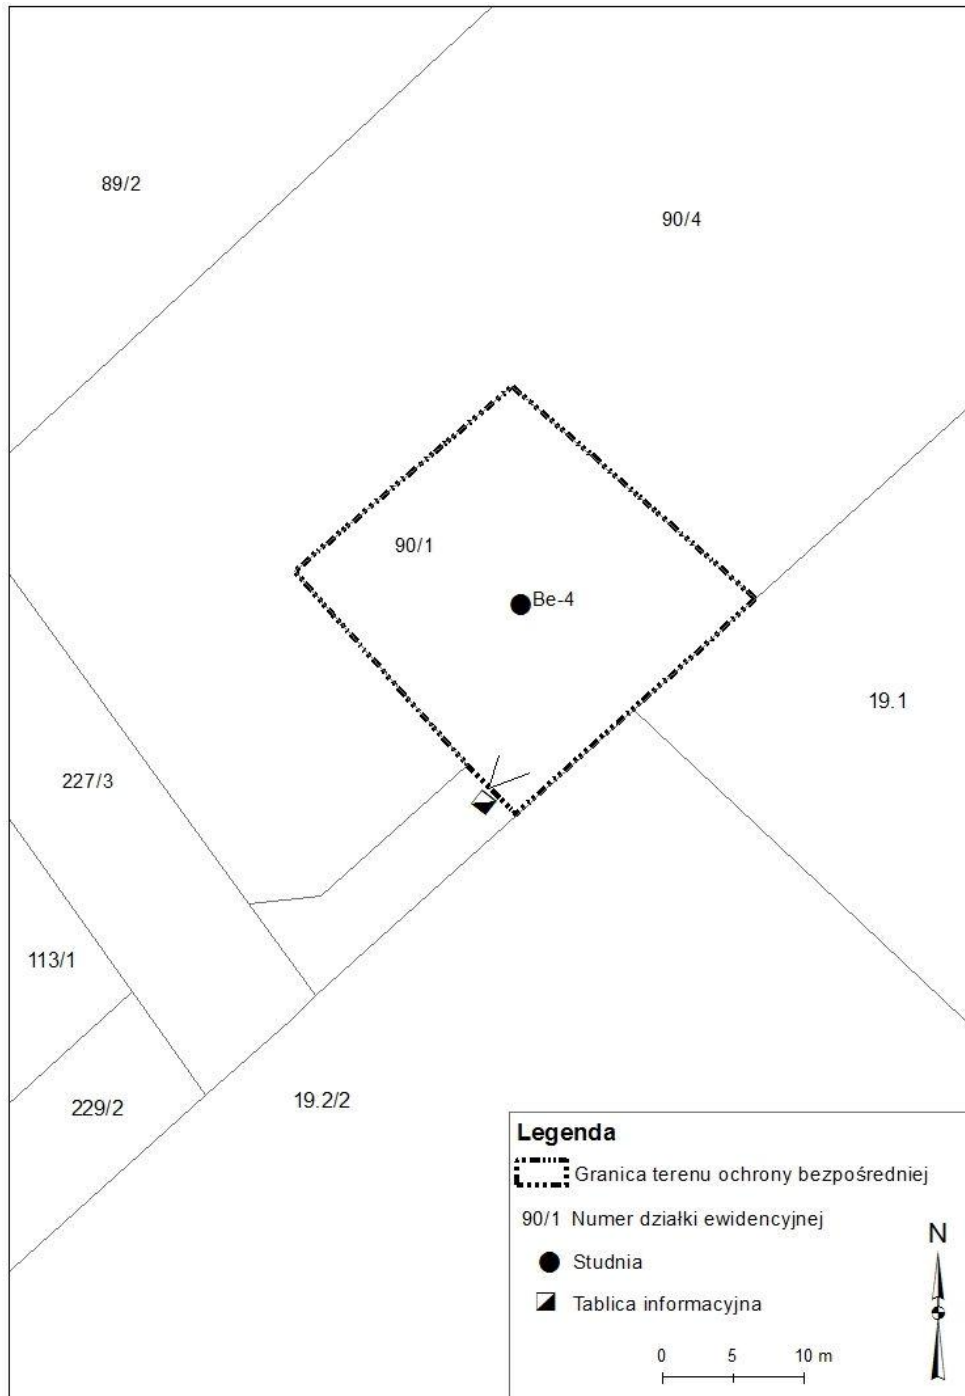 89/2
90/4
90/1
Be-4
19.1
227/3
113/1
229/2
19.2/2
Legenda
Granica terenu ochrony bezpośredniej
90/1 Numer działki ewidencyjnej
Studnia
Tablica informacyjna
N
0 5 10 m